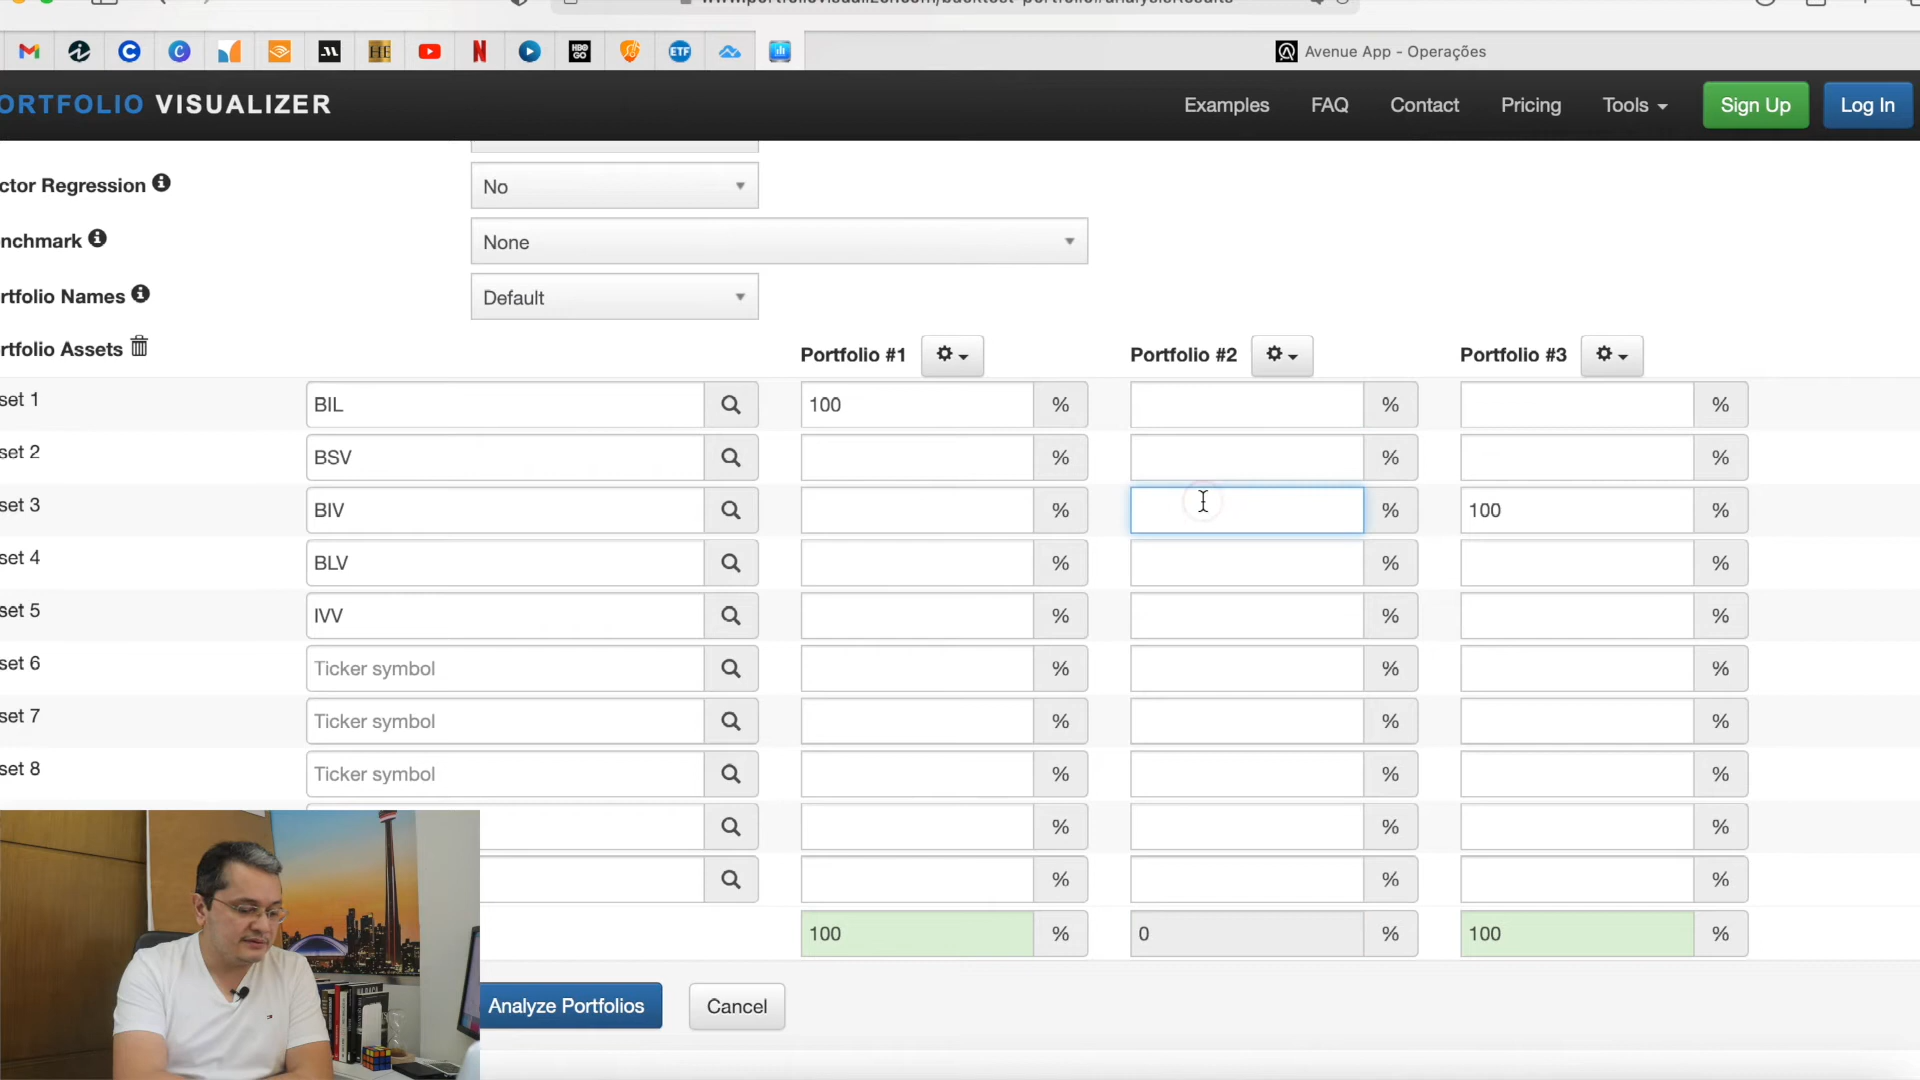 Avenue App - Operações
ORTFOLIO VISUALIZER
Examples FAQ Contact Pricing Tools Sign Up Log In
ctor Regression No
nchmark None
rtfolio Names Default
rtfolio Assets Portfolio #1 Portfolio #2 Portfolio #3
set 1 BIL 100 % % %
set 2 BSV % % %
set 3 BIV % % 100 %
set 4 BLV % % %
set 5 IVV % % %
set 6 Ticker symbol % % %
set 7 Ticker symbol % % %
set 8 Ticker symbol % % %
% % %
% % %
100 % 0 % 100 %
Analyze Portfolios Cancel